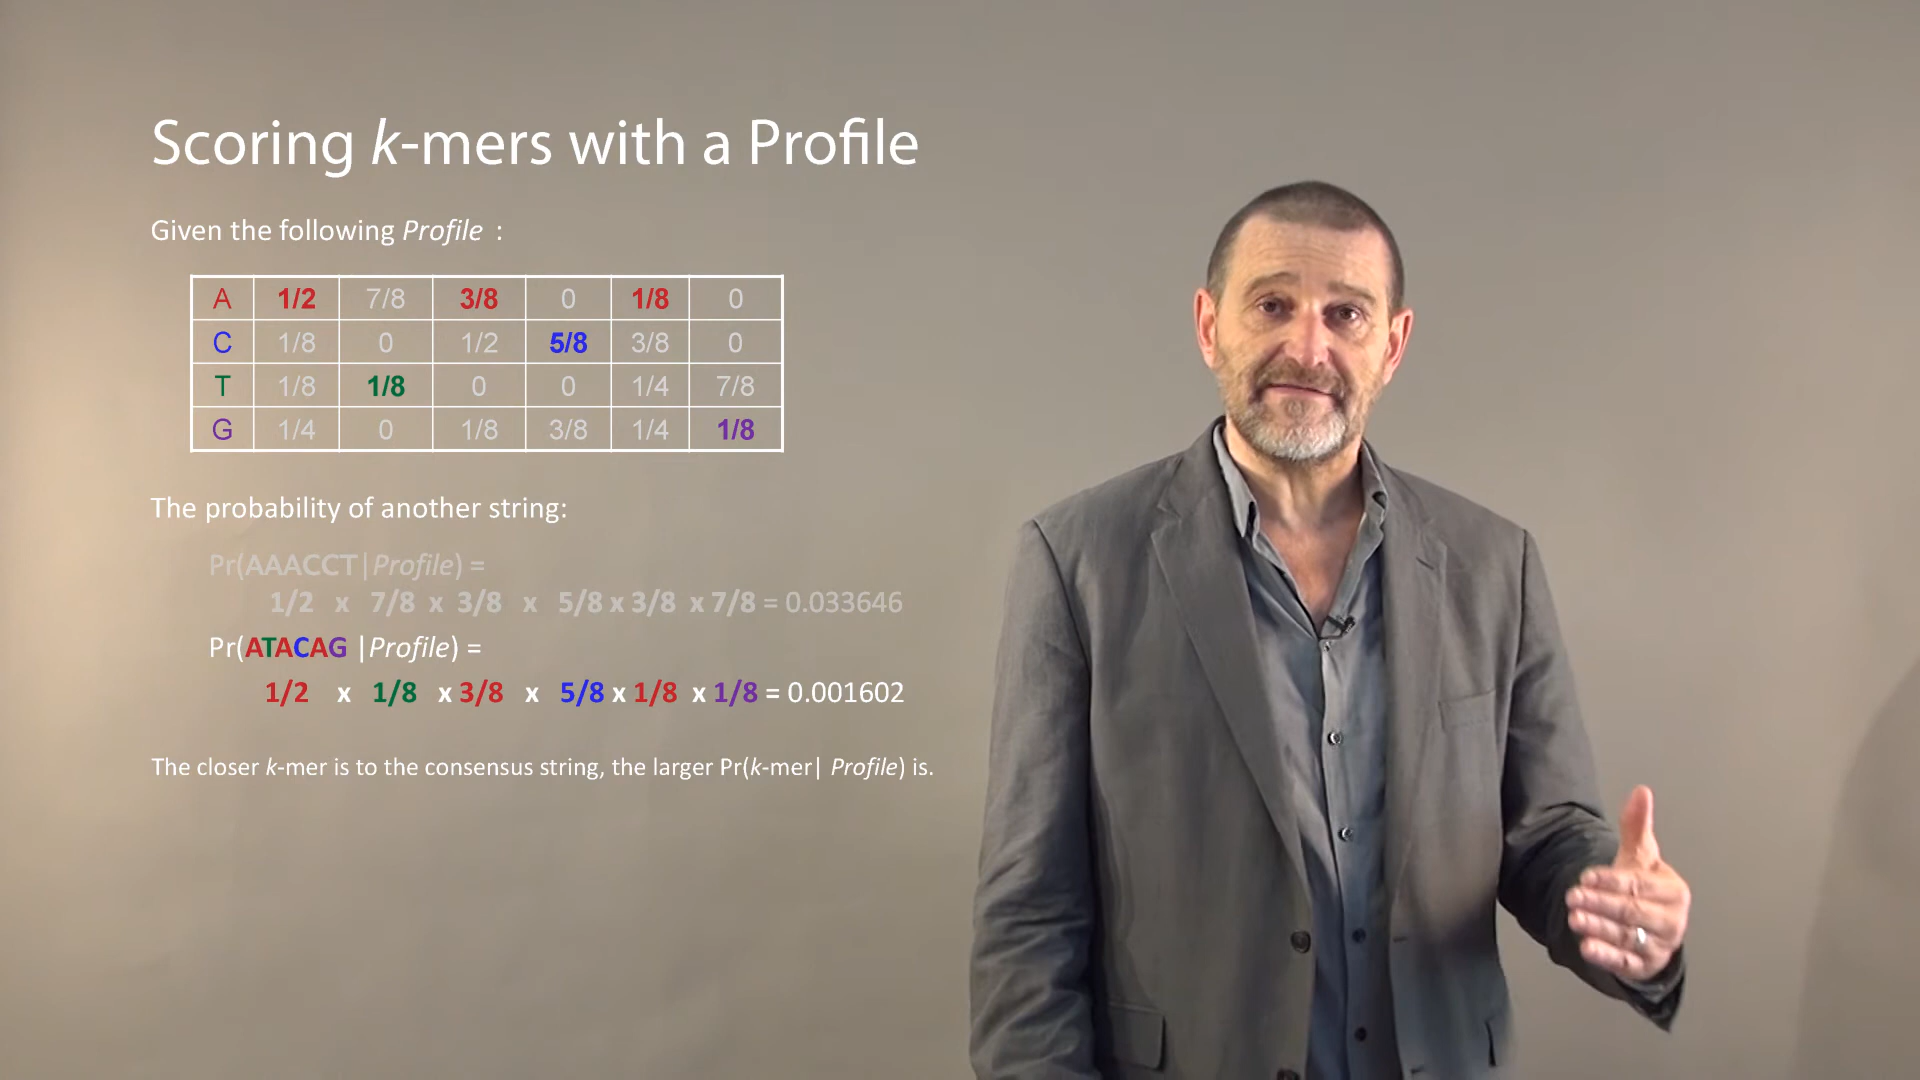 Scoring k-mers with a Profile
Given the following Profile :
A 1/2 7/8 3/8 0 1/8 0
C 1/8 0 1/2 5/8 3/8 0
T 1/8 1/8 0 0 1/4 7/8
G 1/4 0 1/8 3/8 1/4 1/8
The probability of another string:
Pr(AAACCT|Profile) =
1/2 x 7/8 x 3/8 x 5/8 x 3/8 x 7/8 = 0.033646
Pr(ATACAG |Profile) =
1/2 x 1/8 x 3/8 x 5/8 x 1/8 x 1/8 = 0.001602
The closer k-mer is to the consensus string, the larger Pr(k-mer| Profile) is.